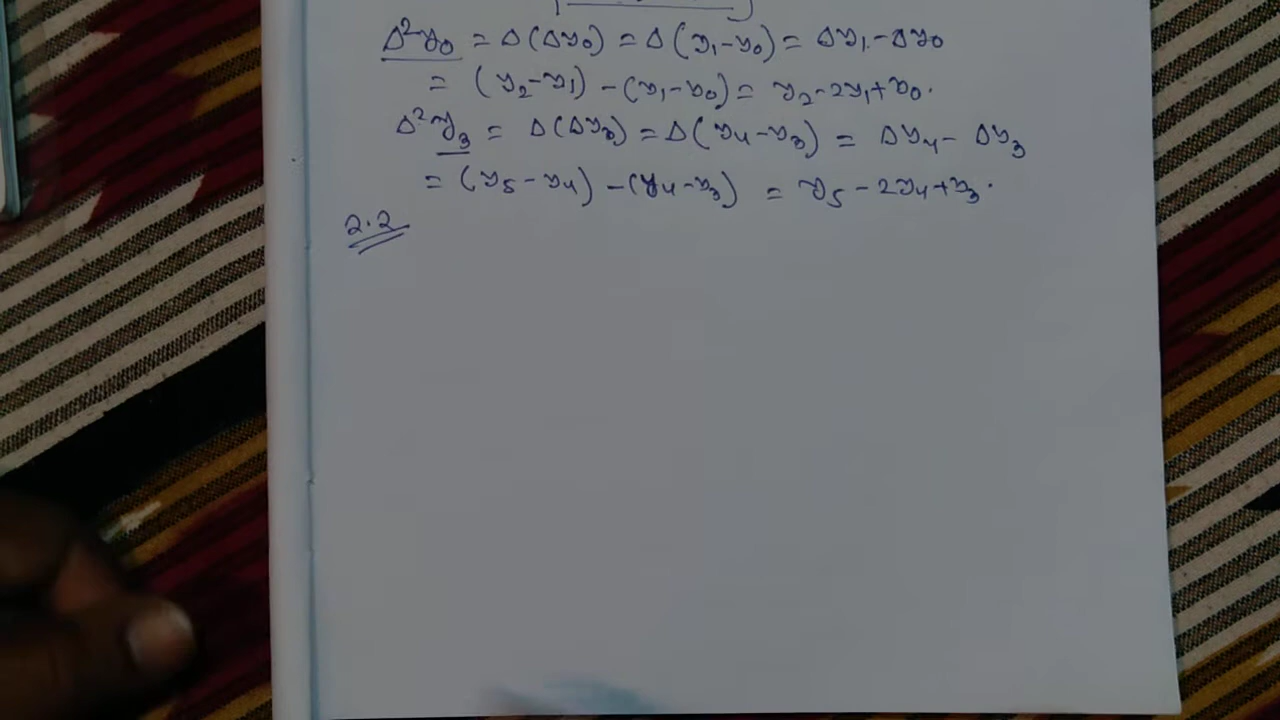 Δ²y₀ = Δ(Δy₀) = Δ(y₁-y₀) = Δy₁-Δy₀
= (y₂-y₁) -(y₁-y₀) = y₂-2y₁+y₀.
Δ²y₃ = Δ(Δy₃) = Δ(y₄-y₃) = Δy₄- Δy₃
= (y₅-y₄) -(y₄-y₃) = y₅-2y₄+y₃.
2.2